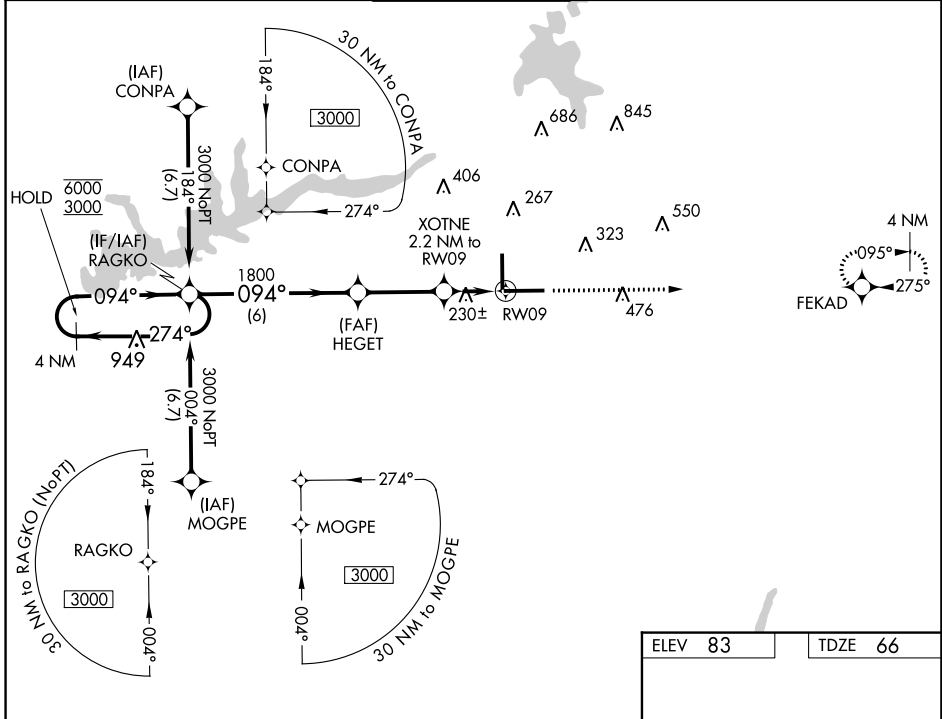 (IAF)
CONPA
184°
30 NM to CONPA
3000
CONPA
274°
3000 NoPT
184°
(6.7)
HOLD
6000
3000
(IF/IAF)
RAGKO
686
845
406
267
323
550
XOTNE
2.2 NM to
RW09
094°
1800
094°
(6)
(FAF)
HEGET
230±
RW09
476
4 NM
095°
275°
FEKAD
274°
4 NM
949
3000 NoPT
004°
(6.7)
(IAF)
MOGPE
30 NM to RAGKO (NoPT)
184°
RAGKO
3000
004°
274°
MOGPE
3000
004°
30 NM to MOGPE
ELEV 83
TDZE 66